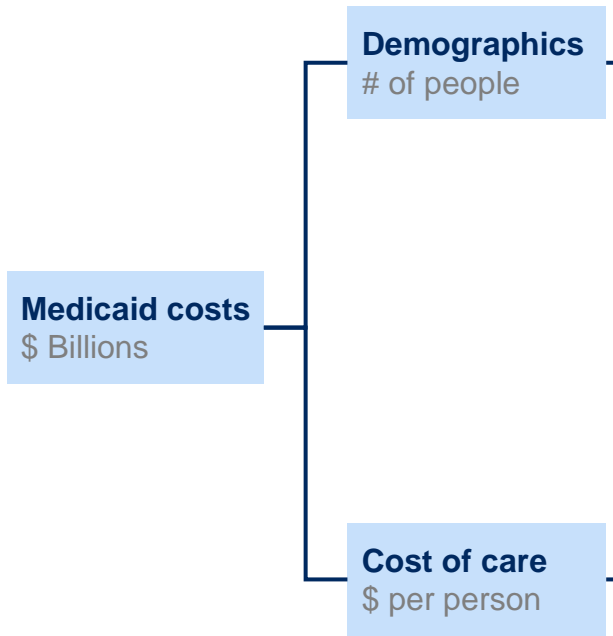 Demographics
# of people
Medicaid costs
$ Billions
Cost of care
$ per person